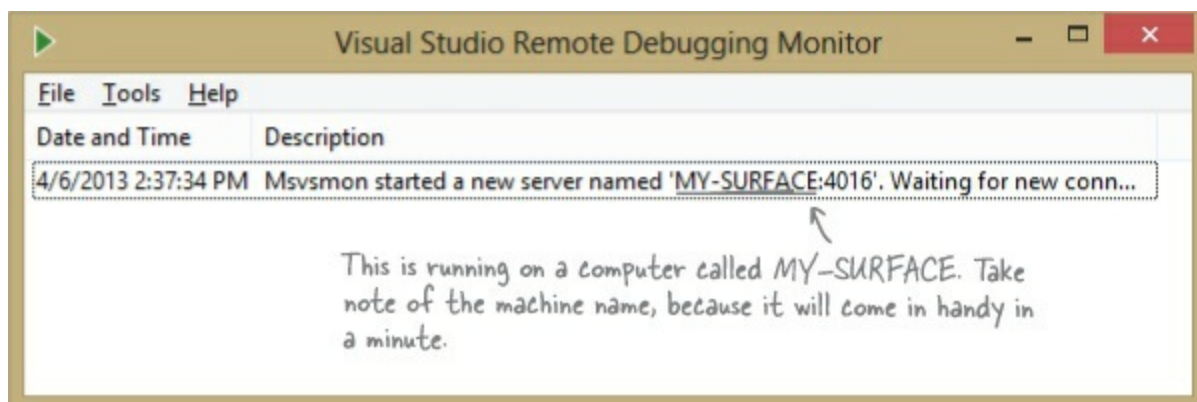 Visual Studio Remote Debugging Monitor
File Tools Help
Date and Time Description
4/6/2013 2:37:34 PM Msvsmon started a new server named 'MY-SURFACE:4016'. Waiting for new conn...
This is running on a computer called MY-SURFACE. Take
note of the machine name, because it will come in handy in
a minute.